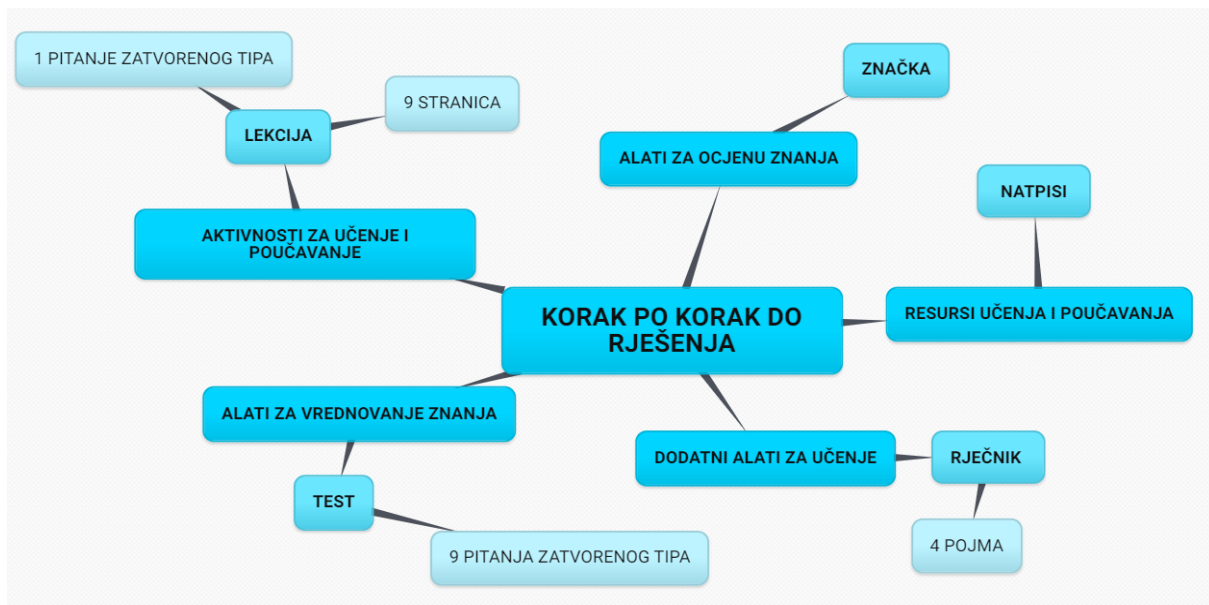 1 PITANJE ZATVORENOG TIPA
9 STRANICA
LEKCIJA
AKTIVNOSTI ZA UČENJE I
POUČAVANJE
ZNAČKA
ALATI ZA OCJENU ZNANJA
NATPISI
RESURSI UČENJA I POUČAVANJA
KORAK PO KORAK DO
RJEŠENJA
ALATI ZA VREDNOVANJE ZNANJA
TEST
9 PITANJA ZATVORENOG TIPA
DODATNI ALATI ZA UČENJE
RJEČNIK
4 POJMA